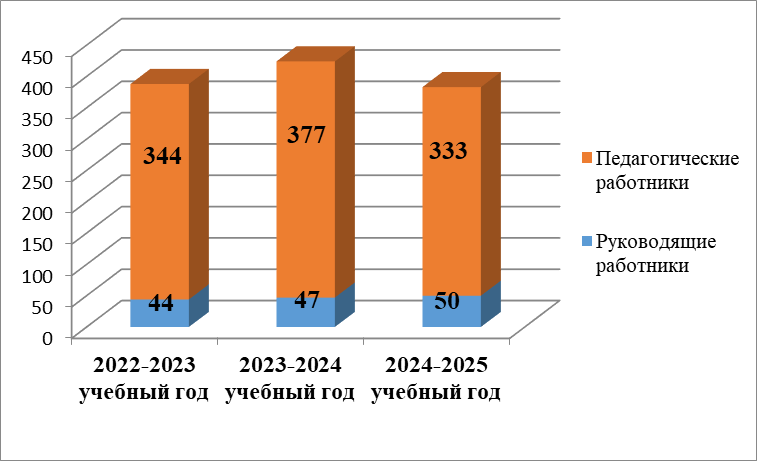 450
400
350
300
250
200
150
100
50
0
344
377
333
44
47
50
2022-2023
учебный год
2023-2024
учебный год
2024-2025
учебный год
Педагогические
работники
Руководящие
работники